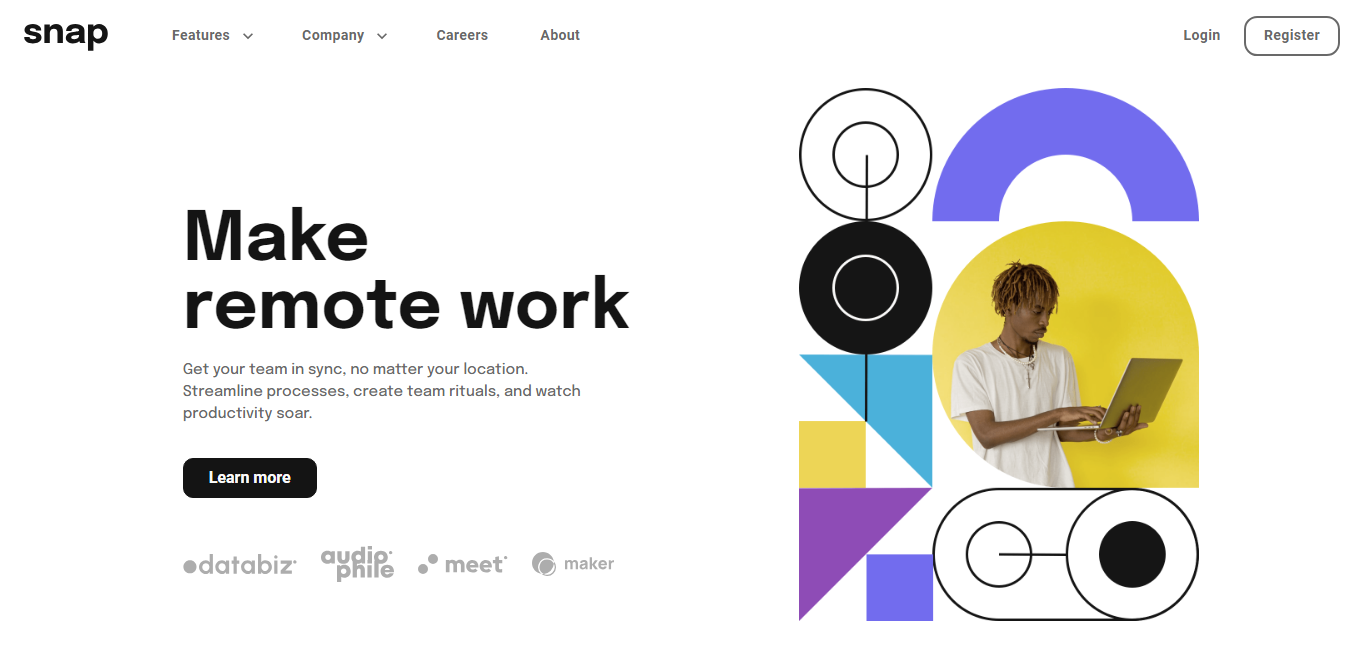 snap
Features
Company
Careers
About
Login
Register
Make
remote work
Get your team in sync, no matter your location.
Streamline processes, create team rituals, and watch
productivity soar.
Learn more
databiz
audio
phile
meet
maker